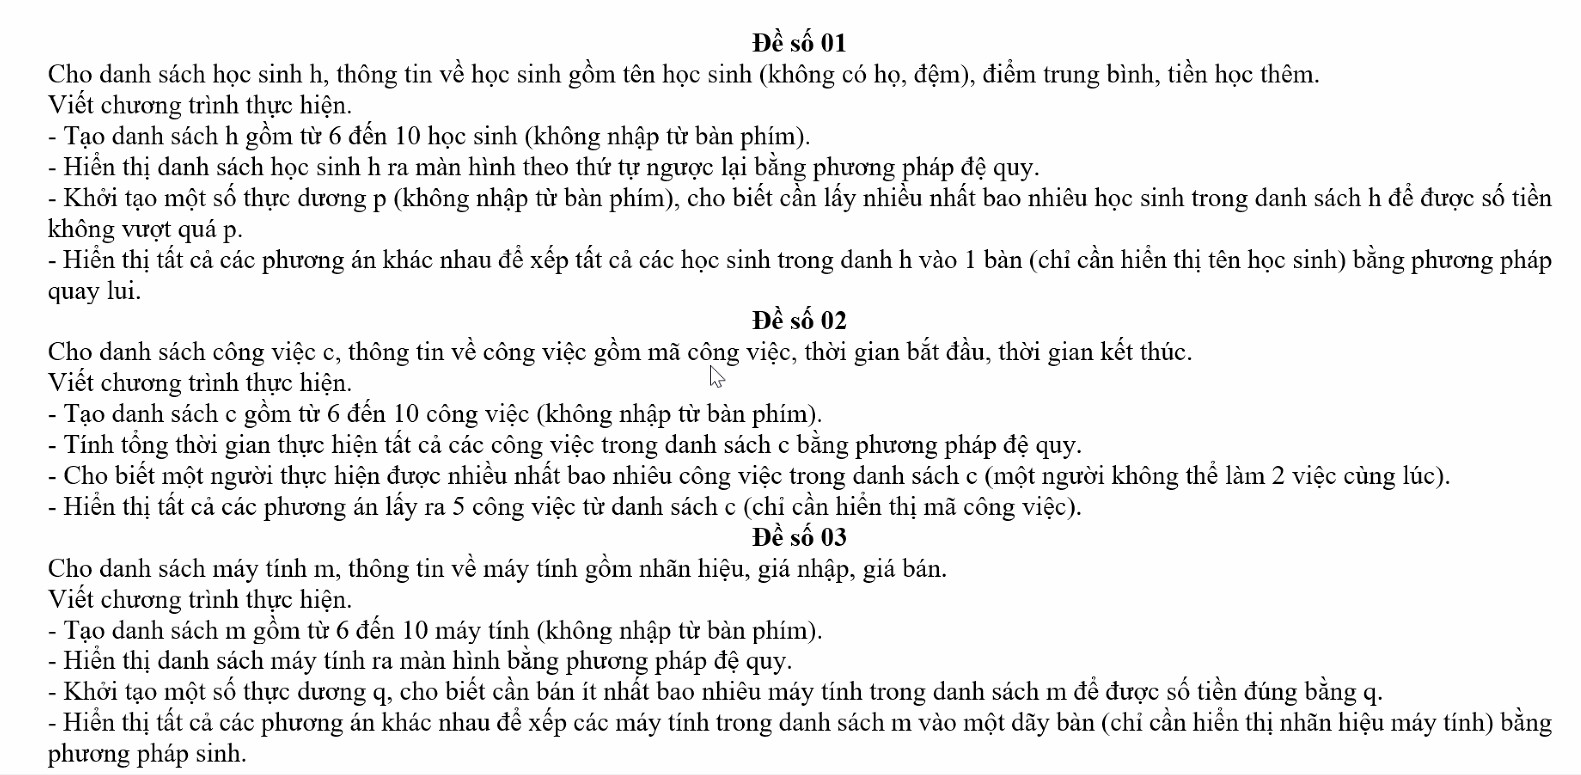 Đề số 01
Cho danh sách học sinh h, thông tin về học sinh gồm tên học sinh (không có họ, đệm), điểm trung bình, tiền học thêm.
Viết chương trình thực hiện.
- Tạo danh sách h gồm từ 6 đến 10 học sinh (không nhập từ bàn phím).
- Hiển thị danh sách học sinh h ra màn hình theo thứ tự ngược lại bằng phương pháp đệ quy.
- Khởi tạo một số thực dương p (không nhập từ bàn phím), cho biết cần lấy nhiều nhất bao nhiêu học sinh trong danh sách h để được số tiền
không vượt quá p.
- Hiển thị tất cả các phương án khác nhau để xếp tất cả các học sinh trong danh h vào 1 bàn (chỉ cần hiển thị tên học sinh) bằng phương pháp
quay lui.
Đề số 02
Cho danh sách công việc c, thông tin về công việc gồm mã công việc, thời gian bắt đầu, thời gian kết thúc.
Viết chương trình thực hiện.
- Tạo danh sách c gồm từ 6 đến 10 công việc (không nhập từ bàn phím).
- Tính tổng thời gian thực hiện tất cả các công việc trong danh sách c bằng phương pháp đệ quy.
- Cho biết một người thực hiện được nhiều nhất bao nhiêu công việc trong danh sách c (một người không thể làm 2 việc cùng lúc).
- Hiển thị tất cả các phương án lấy ra 5 công việc từ danh sách c (chỉ cần hiển thị mã công việc).
Đề số 03
Cho danh sách máy tính m, thông tin về máy tính gồm nhãn hiệu, giá nhập, giá bán.
Viết chương trình thực hiện.
- Tạo danh sách m gồm từ 6 đến 10 máy tính (không nhập từ bàn phím).
- Hiển thị danh sách máy tính ra màn hình bằng phương pháp đệ quy.
- Khởi tạo một số thực dương q, cho biết cần bán ít nhất bao nhiêu máy tính trong danh sách m để được số tiền đúng bằng q.
- Hiển thị tất cả các phương án khác nhau để xếp các máy tính trong danh sách m vào một dãy bàn (chỉ cần hiển thị nhãn hiệu máy tính) bằng
phương pháp sinh.